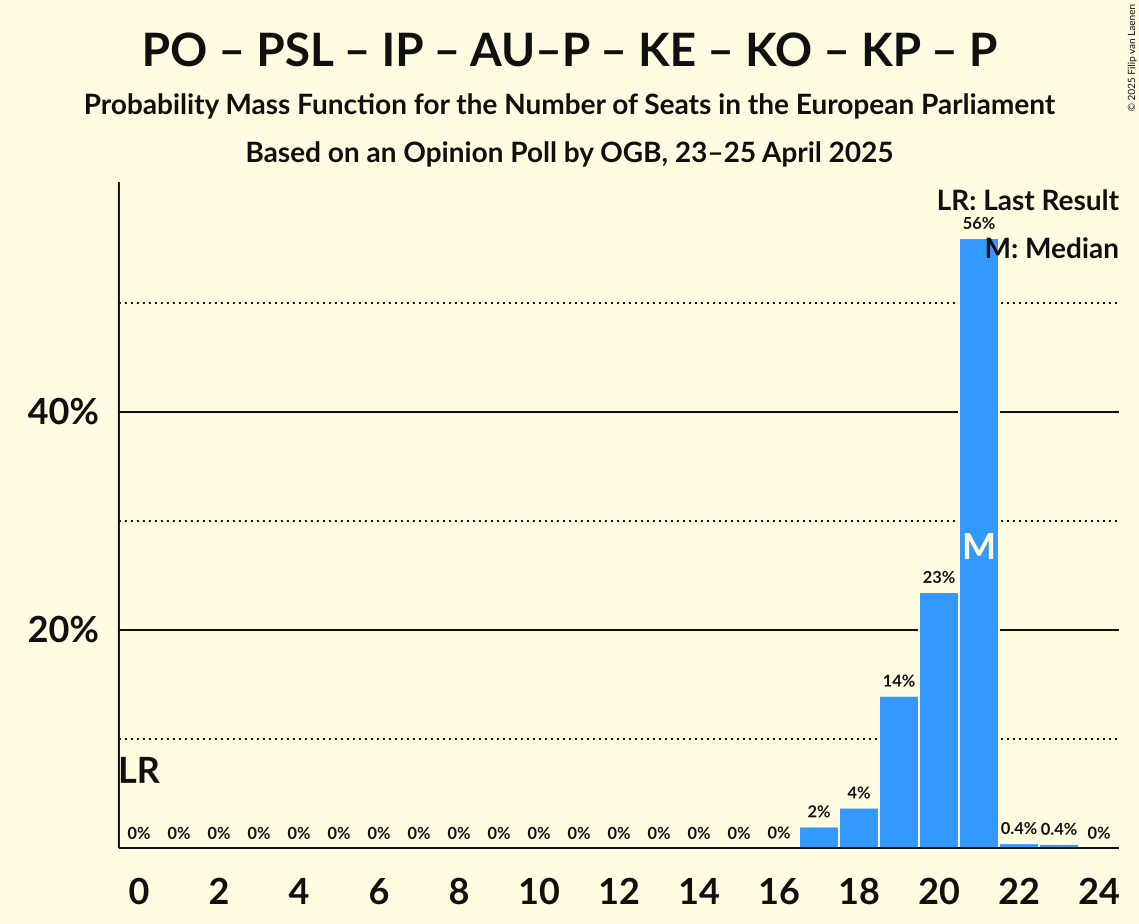 PO – PSL – IP – AU–P – KE – KO – KP – P
Probability Mass Function for the Number of Seats in the European Parliament
Based on an Opinion Poll by OGB, 23–25 April 2025
© 2025 Filip van Laenen
LR: Last Result
56%
M: Median
40%
M
23%
20%
14%
LR
4%
2%
0% 0% 0% 0% 0% 0% 0% 0% 0% 0% 0% 0% 0% 0% 0% 0% 0% 0.4% 0.4% 0%
0 2 4 6 8 10 12 14 16 18 20 22 24